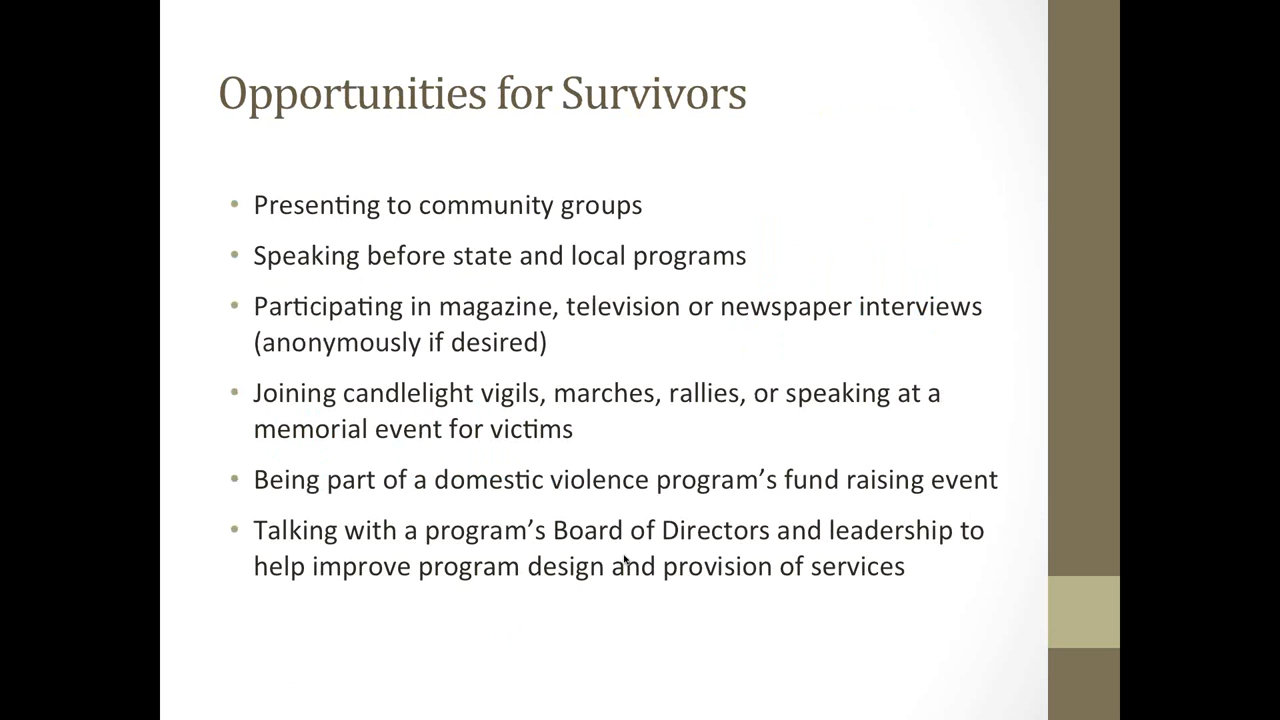 Opportunities for Survivors
• Presenting to community groups
• Speaking before state and local programs
• Participating in magazine, television or newspaper interviews
(anonymously if desired)
• Joining candlelight vigils, marches, rallies, or speaking at a
memorial event for victims
• Being part of a domestic violence program’s fund raising event
• Talking with a program’s Board of Directors and leadership to
help improve program design and provision of services